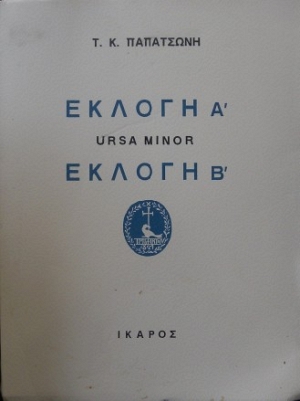 Τ. Κ. ΠΑΠΑΤΣΩΝΗ
ΕΚΛΟΓΗ Α'
URSA MINOR
ΕΚΛΟΓΗ Β'
ΙΚΑΡΟΣ